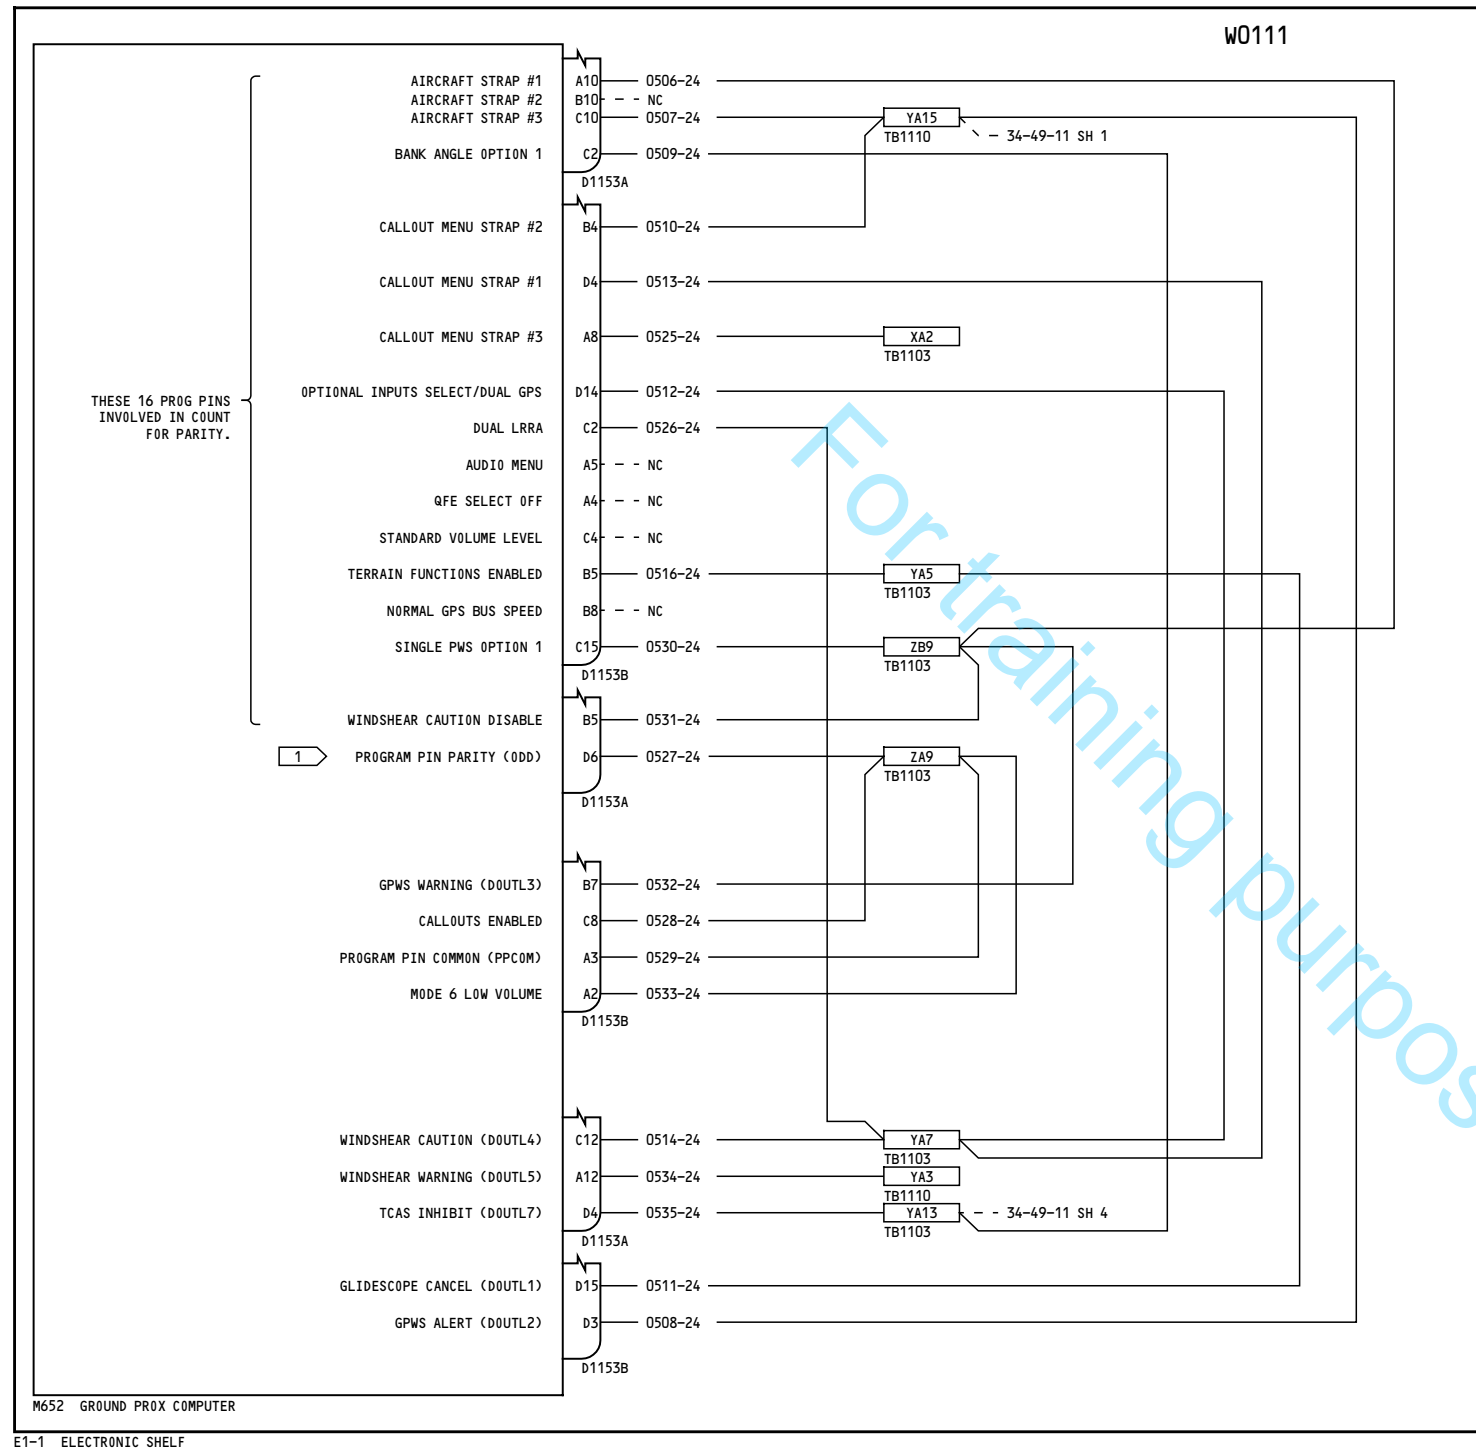 W0111
AIRCRAFT STRAP #1 A10 0506-24
AIRCRAFT STRAP #2 B10 NC
AIRCRAFT STRAP #3 C10 0507-24 YA15
TB1110 34-49-11 SH 1
BANK ANGLE OPTION 1 C2 0509-24
D1153A
CALLOUT MENU STRAP #2 B4 0510-24
CALLOUT MENU STRAP #1 D4 0513-24
CALLOUT MENU STRAP #3 A8 0525-24 XA2
TB1103
OPTIONAL INPUTS SELECT/DUAL GPS D14 0512-24
THESE 16 PROG PINS
INVOLVED IN COUNT
FOR PARITY.
DUAL LRRA C2 0526-24
AUDIO MENU A5 NC
QFE SELECT OFF A4 NC
STANDARD VOLUME LEVEL C4 NC
TERRAIN FUNCTIONS ENABLED B5 0516-24 YA5
TB1103
NORMAL GPS BUS SPEED B8 NC
SINGLE PWS OPTION 1 C15 0530-24 ZB9
TB1103
D1153B
WINDSHEAR CAUTION DISABLE B5 0531-24
1 PROGRAM PIN PARITY (ODD) D6 0527-24 ZA9
TB1103
D1153A
GPWS WARNING (DOUTL3) B7 0532-24
CALLOUTS ENABLED C8 0528-24
PROGRAM PIN COMMON (PPCOM) A3 0529-24
MODE 6 LOW VOLUME A2 0533-24
D1153B
WINDSHEAR CAUTION (DOUTL4) C12 0514-24 YA7
TB1103
WINDSHEAR WARNING (DOUTL5) A12 0534-24 YA3
TB1110
TCAS INHIBIT (DOUTL7) D4 0535-24 YA13 34-49-11 SH 4
TB1103
D1153A
GLIDESCOPE CANCEL (DOUTL1) D15 0511-24
GPWS ALERT (DOUTL2) D3 0508-24
D1153B
M652 GROUND PROX COMPUTER
E1-1 ELECTRONIC SHELF
For training purpos